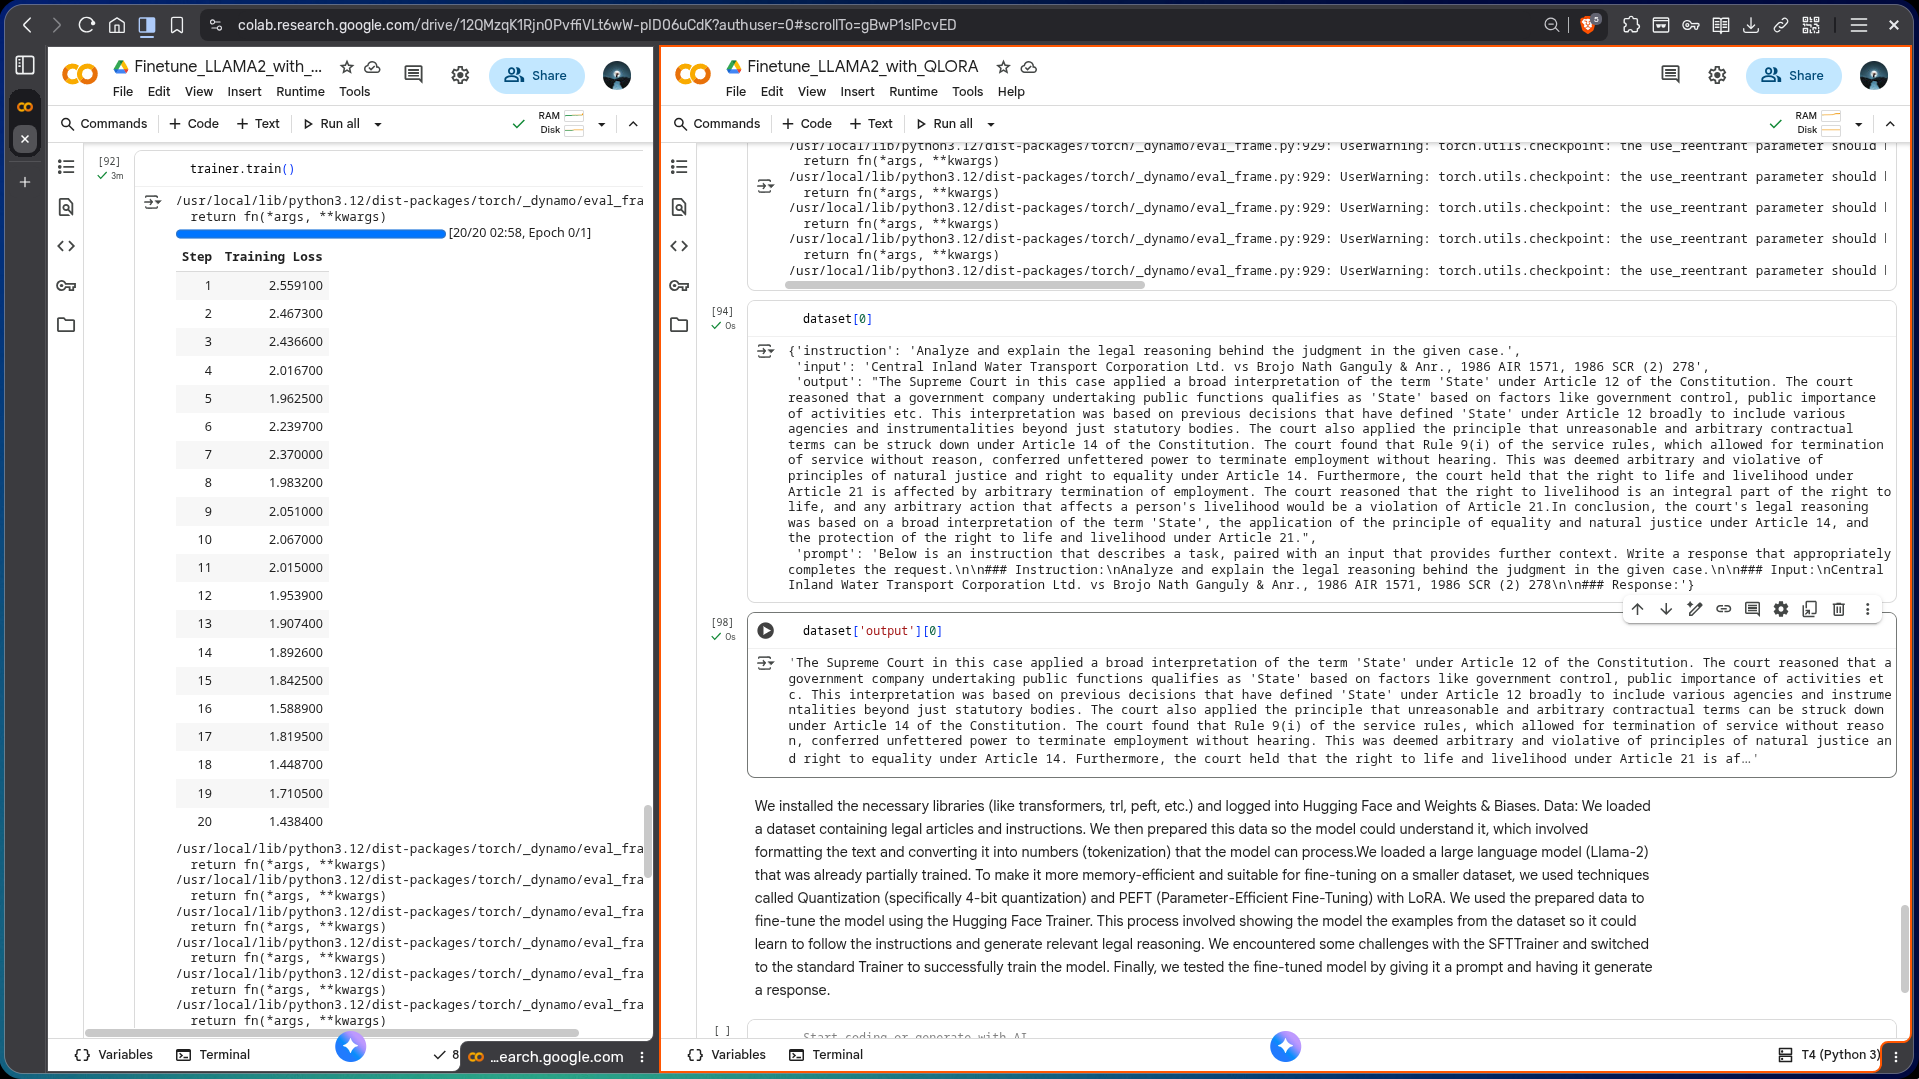 colab.research.google.com/drive/12QMzqK1Rjn0PvffiVLt6wW-pID06uCdK?authuser=0#scrollTo=gBwP1slPcvED
5
Finetune_LLAMA2_with_...
Share
File Edit View Insert Runtime Tools
Commands + Code + Text Run all
RAM
Disk
[92]
3m
trainer.train()
/usr/local/lib/python3.12/dist-packages/torch/_dynamo/eval_fra
return fn(*args, **kwargs)
[20/20 02:58, Epoch 0/1]
Step Training Loss
1 2.559100
2 2.467300
3 2.436600
4 2.016700
5 1.962500
6 2.239700
7 2.370000
8 1.983200
9 2.051000
10 2.067000
11 2.015000
12 1.953900
13 1.907400
14 1.892600
15 1.842500
16 1.588900
17 1.819500
18 1.448700
19 1.710500
20 1.438400
/usr/local/lib/python3.12/dist-packages/torch/_dynamo/eval_fra
return fn(*args, **kwargs)
/usr/local/lib/python3.12/dist-packages/torch/_dynamo/eval_fra
return fn(*args, **kwargs)
/usr/local/lib/python3.12/dist-packages/torch/_dynamo/eval_fra
return fn(*args, **kwargs)
/usr/local/lib/python3.12/dist-packages/torch/_dynamo/eval_fra
return fn(*args, **kwargs)
/usr/local/lib/python3.12/dist-packages/torch/_dynamo/eval_fra
return fn(*args, **kwargs)
/usr/local/lib/python3.12/dist-packages/torch/_dynamo/eval_fra
return fn(*args, **kwargs)
Variables Terminal
8
...earch.google.com
Finetune_LLAMA2_with_QLORA
Share
File Edit View Insert Runtime Tools Help
Commands + Code + Text Run all
RAM
Disk
/usr/local/lib/python3.12/dist-packages/torch/_dynamo/eval_frame.py:929: UserWarning: torch.utils.checkpoint: the use_reentrant parameter should
return fn(*args, **kwargs)
/usr/local/lib/python3.12/dist-packages/torch/_dynamo/eval_frame.py:929: UserWarning: torch.utils.checkpoint: the use_reentrant parameter should
return fn(*args, **kwargs)
/usr/local/lib/python3.12/dist-packages/torch/_dynamo/eval_frame.py:929: UserWarning: torch.utils.checkpoint: the use_reentrant parameter should
return fn(*args, **kwargs)
/usr/local/lib/python3.12/dist-packages/torch/_dynamo/eval_frame.py:929: UserWarning: torch.utils.checkpoint: the use_reentrant parameter should
return fn(*args, **kwargs)
/usr/local/lib/python3.12/dist-packages/torch/_dynamo/eval_frame.py:929: UserWarning: torch.utils.checkpoint: the use_reentrant parameter should
[94]
0s
dataset[0]
{'instruction': 'Analyze and explain the legal reasoning behind the judgment in the given case.',
'input': 'Central Inland Water Transport Corporation Ltd. vs Brojo Nath Ganguly & Anr., 1986 AIR 1571, 1986 SCR (2) 278',
'output': "The Supreme Court in this case applied a broad interpretation of the term 'State' under Article 12 of the Constitution. The court
reasoned that a government company undertaking public functions qualifies as 'State' based on factors like government control, public importance
of activities etc. This interpretation was based on previous decisions that have defined 'State' under Article 12 broadly to include various
agencies and instrumentalities beyond just statutory bodies. The court also applied the principle that unreasonable and arbitrary contractual
terms can be struck down under Article 14 of the Constitution. The court found that Rule 9(i) of the service rules, which allowed for termination
of service without reason, conferred unfettered power to terminate employment without hearing. This was deemed arbitrary and violative of
principles of natural justice and right to equality under Article 14. Furthermore, the court held that the right to life and livelihood under
Article 21 is affected by arbitrary termination of employment. The court reasoned that the right to livelihood is an integral part of the right to
life, and any arbitrary action that affects a person's livelihood would be a violation of Article 21.In conclusion, the court's legal reasoning
was based on a broad interpretation of the term 'State', the application of the principle of equality and natural justice under Article 14, and
the protection of the right to life and livelihood under Article 21.",
'prompt': 'Below is an instruction that describes a task, paired with an input that provides further context. Write a response that appropriately
completes the request.\n\n### Instruction:\nAnalyze and explain the legal reasoning behind the judgment in the given case.\n\n### Input:\nCentral
Inland Water Transport Corporation Ltd. vs Brojo Nath Ganguly & Anr., 1986 AIR 1571, 1986 SCR (2) 278\n\n### Response:'}
[98]
0s
dataset['output'][0]
'The Supreme Court in this case applied a broad interpretation of the term 'State' under Article 12 of the Constitution. The court reasoned that a
government company undertaking public functions qualifies as 'State' based on factors like government control, public importance of activities et
c. This interpretation was based on previous decisions that have defined 'State' under Article 12 broadly to include various agencies and instrume
ntalities beyond just statutory bodies. The court also applied the principle that unreasonable and arbitrary contractual terms can be struck down
under Article 14 of the Constitution. The court found that Rule 9(i) of the service rules, which allowed for termination of service without reaso
n, conferred unfettered power to terminate employment without hearing. This was deemed arbitrary and violative of principles of natural justice an
d right to equality under Article 14. Furthermore, the court held that the right to life and livelihood under Article 21 is af…'
We installed the necessary libraries (like transformers, trl, peft, etc.) and logged into Hugging Face and Weights & Biases. Data: We loaded
a dataset containing legal articles and instructions. We then prepared this data so the model could understand it, which involved
formatting the text and converting it into numbers (tokenization) that the model can process.We loaded a large language model (Llama-2)
that was already partially trained. To make it more memory-efficient and suitable for fine-tuning on a smaller dataset, we used techniques
called Quantization (specifically 4-bit quantization) and PEFT (Parameter-Efficient Fine-Tuning) with LoRA. We used the prepared data to
fine-tune the model using the Hugging Face Trainer. This process involved showing the model the examples from the dataset so it could
learn to follow the instructions and generate relevant legal reasoning. We encountered some challenges with the SFTTrainer and switched
to the standard Trainer to successfully train the model. Finally, we tested the fine-tuned model by giving it a prompt and having it generate
a response.
[ ]
Start coding or generate with AI.
Variables Terminal
T4 (Python 3)